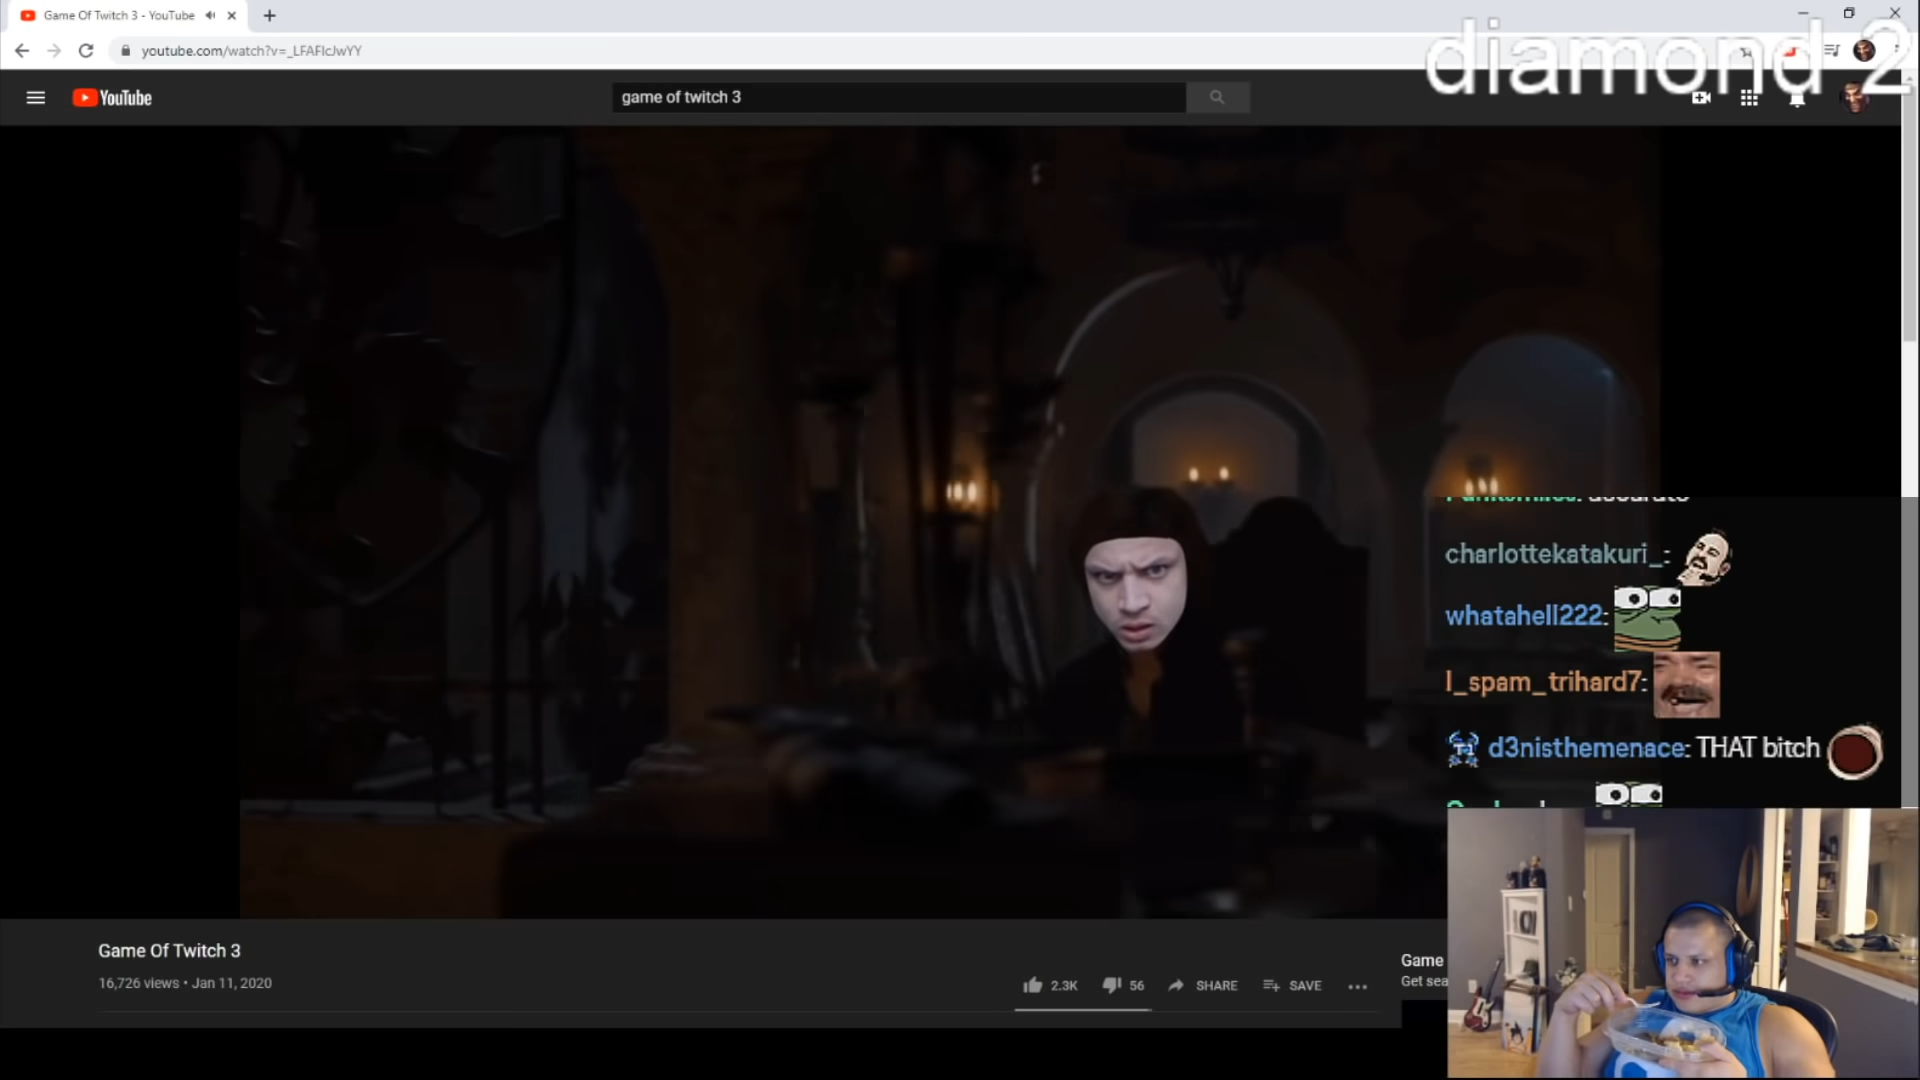 Game Of Twitch 3 - YouTube
youtube.com/watch?v=_LFAFlcJwYY
diamond 2
YouTube
game of twitch 3
charlottekatakuri_:
whatahell222:
I_spam_trihard7:
T1 d3nisthemenace: THAT bitch
Game Of Twitch 3
16,726 views • Jan 11, 2020
2.3K 56 SHARE SAVE
Game
Get sea